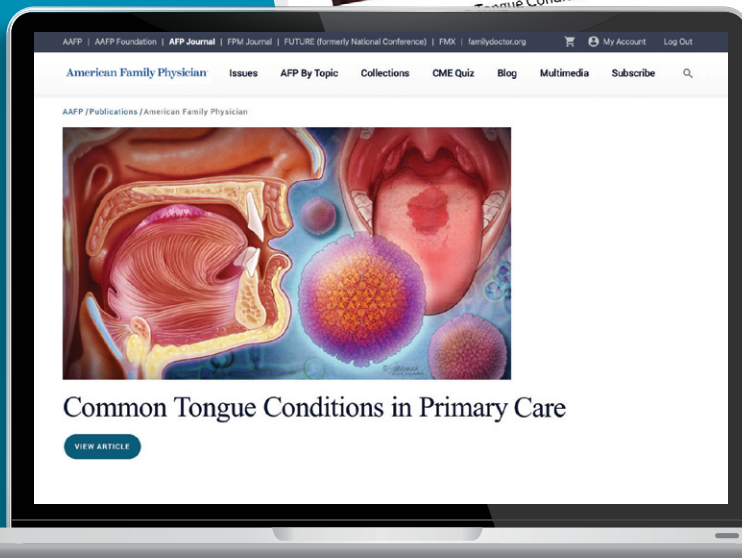 Tongue Condi
AAFP | AAFP Foundation | AFP Journal | FPM Journal | FUTURE (formerly National Conference) | FMX | familydoctor.org My Account Log Out
American Family Physician Issues AFP By Topic Collections CME Quiz Blog Multimedia Subscribe
AAFP / Publications / American Family Physician
Common Tongue Conditions in Primary Care
VIEW ARTICLE